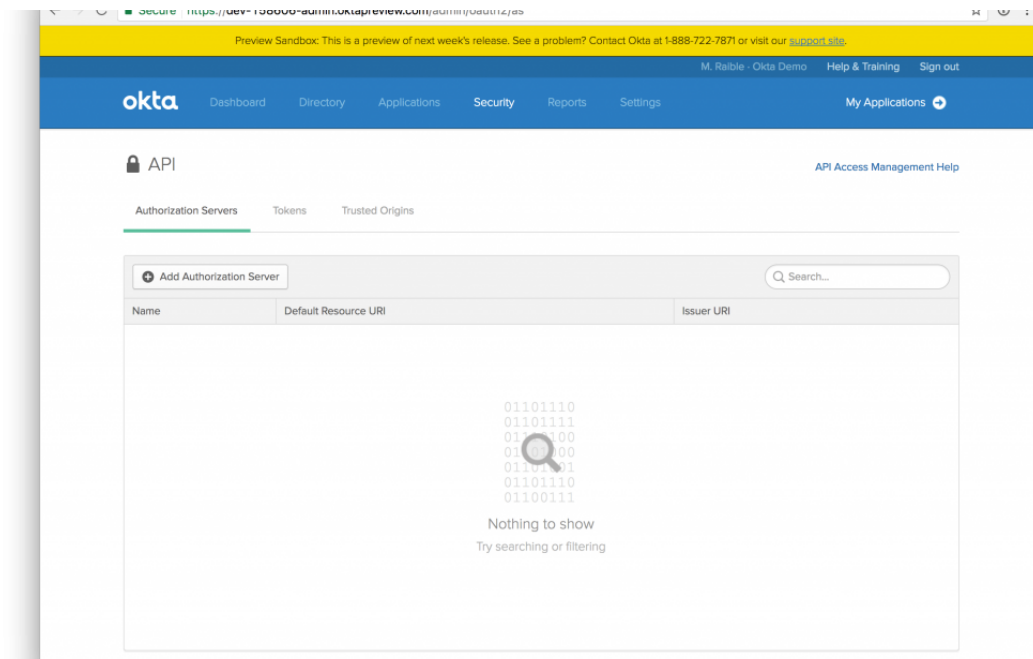 Secure https://dev-158606-admin.oktapreview.com/admin/oauth2/as
Preview Sandbox: This is a preview of next week's release. See a problem? Contact Okta at 1-888-722-7871 or visit our support site.
M. Raible - Okta Demo Help & Training Sign out
okta Dashboard Directory Applications Security Reports Settings My Applications
API
API Access Management Help
Authorization Servers Tokens Trusted Origins
Add Authorization Server Search...
Name Default Resource URI Issuer URI
01101110
01101111
01101001
01101110
01100111
Nothing to show
Try searching or filtering